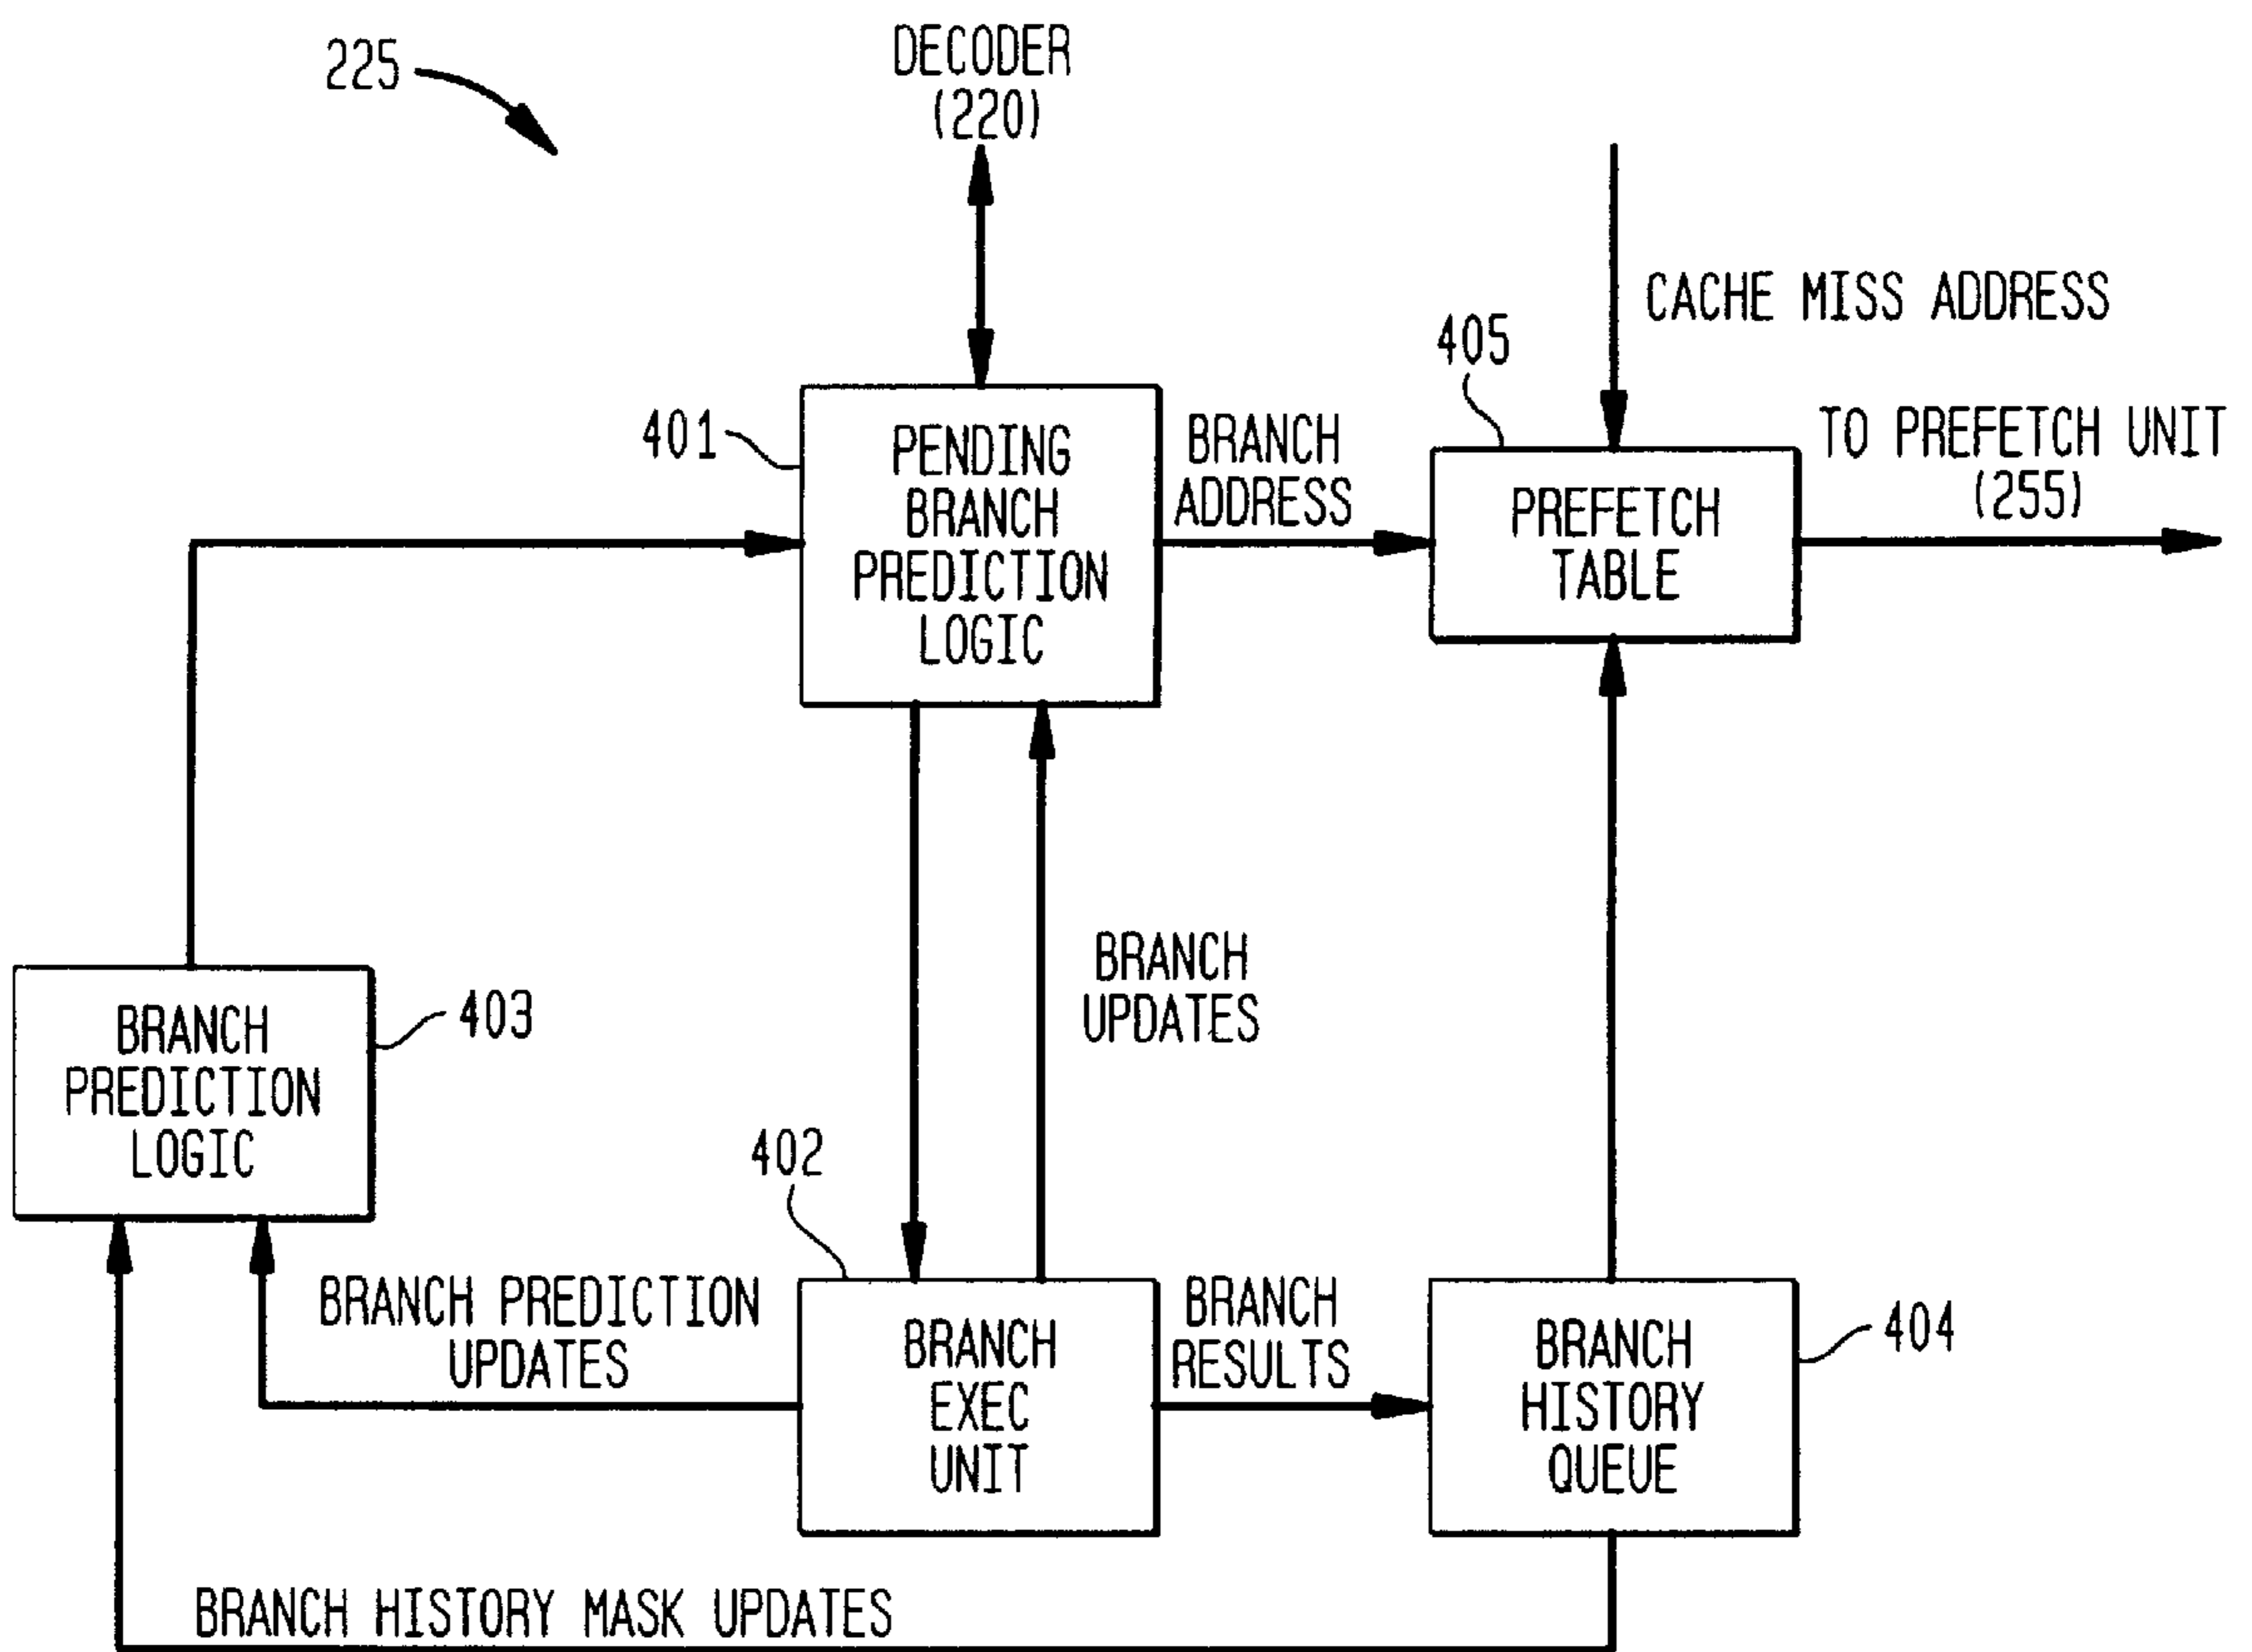 225
DECODER
(220)
CACHE MISS ADDRESS
405
401
PENDING
BRANCH
PREDICTION
LOGIC
BRANCH
ADDRESS
PREFETCH
TABLE
TO PREFETCH UNIT
(255)
BRANCH
UPDATES
BRANCH
PREDICTION
LOGIC
403
402
BRANCH PREDICTION
UPDATES
BRANCH
EXEC
UNIT
BRANCH
RESULTS
BRANCH
HISTORY
QUEUE
404
BRANCH HISTORY MASK UPDATES